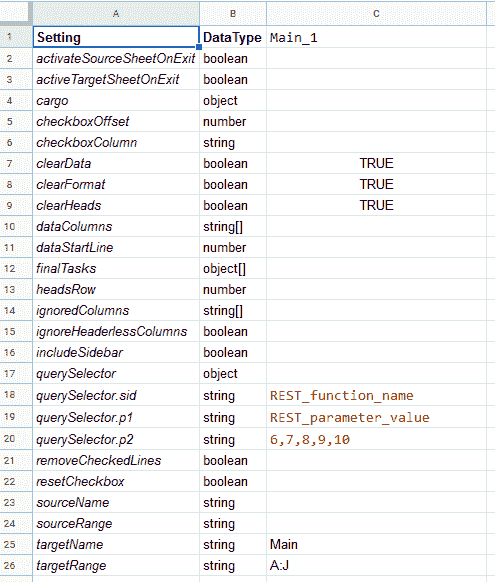 A B C
1 Setting DataType Main_1
2 activateSourceSheetOnExit boolean
3 activeTargetSheetOnExit boolean
4 cargo object
5 checkboxOffset number
6 checkboxColumn string
7 clearData boolean TRUE
8 clearFormat boolean TRUE
9 clearHeads boolean TRUE
10 dataColumns string[]
11 dataStartLine number
12 finalTasks object[]
13 headsRow number
14 ignoredColumns string[]
15 ignoreHeaderlessColumns boolean
16 includeSidebar boolean
17 querySelector object
18 querySelector.sid string REST_function_name
19 querySelector.p1 string REST_parameter_value
20 querySelector.p2 string 6,7,8,9,10
21 removeCheckedLines boolean
22 resetCheckbox boolean
23 sourceName string
24 sourceRange string
25 targetName string Main
26 targetRange string A:J